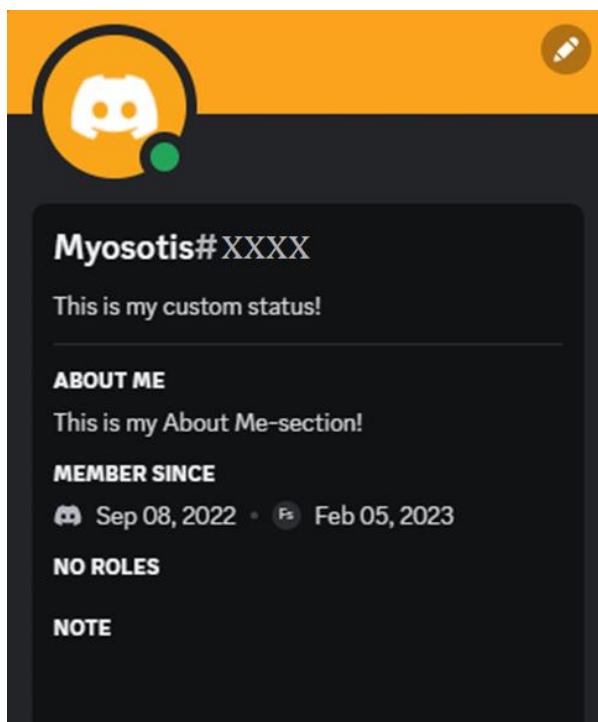 Myosotis#XXXX
This is my custom status!
ABOUT ME
This is my About Me-section!
MEMBER SINCE
Sep 08, 2022 • Fs Feb 05, 2023
NO ROLES
NOTE